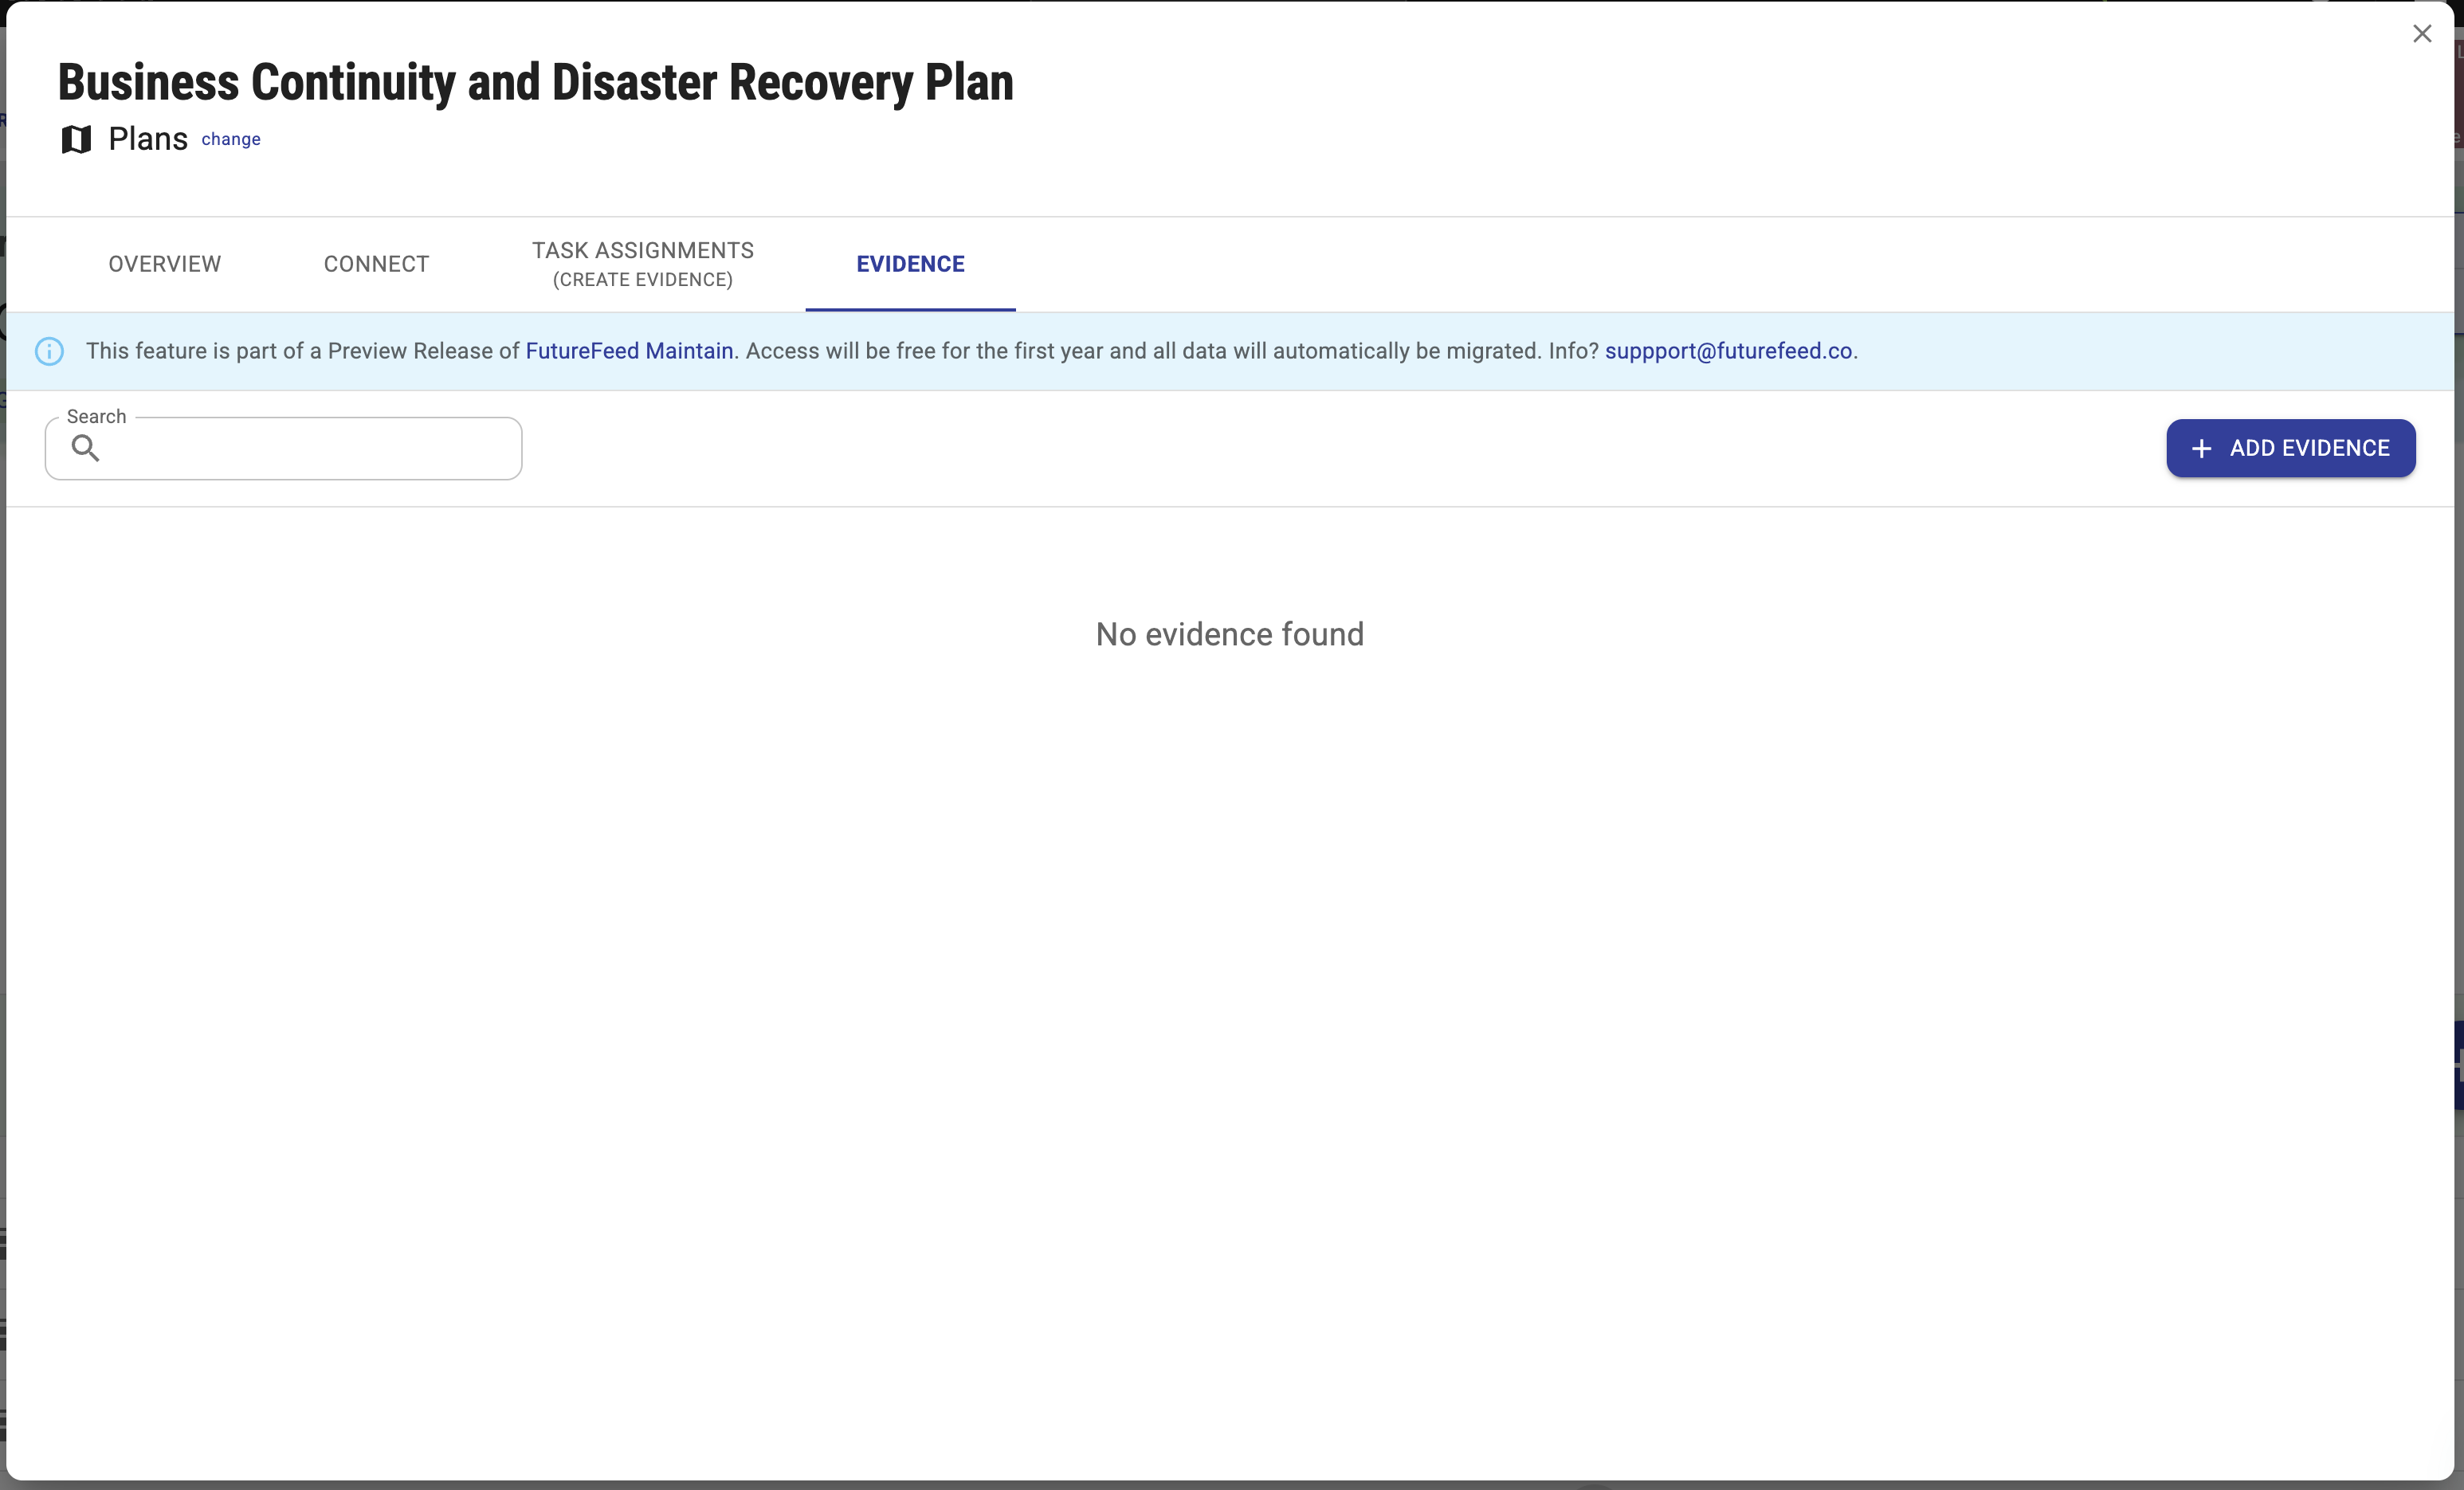 Business Continuity and Disaster Recovery Plan
Plans change
OVERVIEW
CONNECT
TASK ASSIGNMENTS
(CREATE EVIDENCE)
EVIDENCE
This feature is part of a Preview Release of FutureFeed Maintain. Access will be free for the first year and all data will automatically be migrated. Info? suppport@futurefeed.co.
Search
+ ADD EVIDENCE
No evidence found